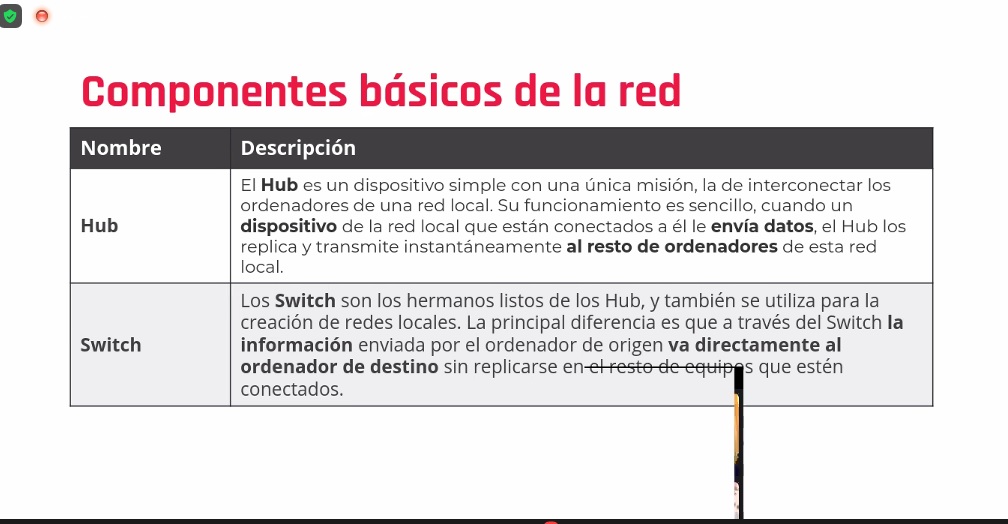 Componentes básicos de la red
Nombre
Descripción
Hub
El Hub es un dispositivo simple con una única misión, la de interconectar los
ordenadores de una red local. Su funcionamiento es sencillo, cuando un
dispositivo de la red local que están conectados a él le envía datos, el Hub los
replica y transmite instantáneamente al resto de ordenadores de esta red
local.
Switch
Los Switch son los hermanos listos de los Hub, y también se utiliza para la
creación de redes locales. La principal diferencia es que a través del Switch la
información enviada por el ordenador de origen va directamente al
ordenador de destino sin replicarse en el resto de equipos que estén
conectados.